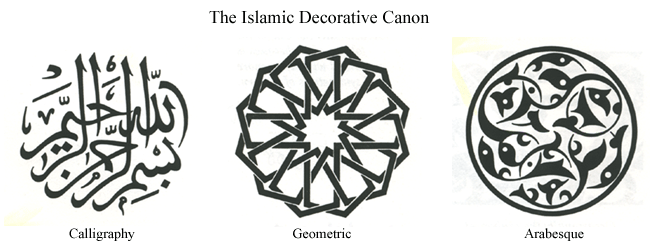 The Islamic Decorative Canon
بسم الله الرحمن الرحيم
Calligraphy
Geometric
Arabesque